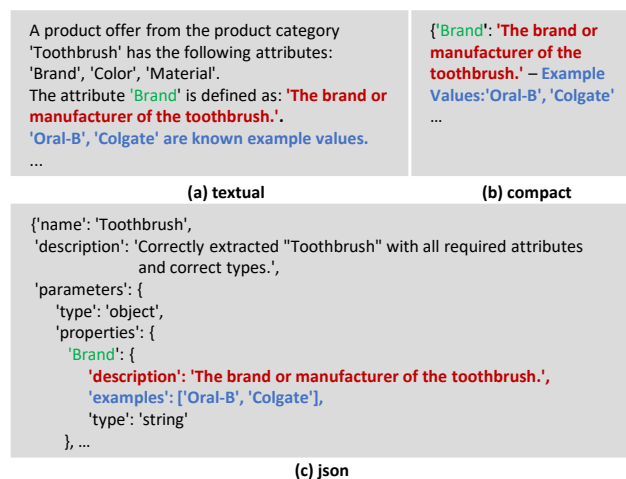 A product offer from the product category
'Toothbrush' has the following attributes:
'Brand', 'Color', 'Material'.
The attribute 'Brand' is defined as: 'The brand or
manufacturer of the toothbrush.'.
'Oral-B', 'Colgate' are known example values.
...
(a) textual
{'Brand': 'The brand or
manufacturer of the
toothbrush.' – Example
Values:'Oral-B', 'Colgate'
...
(b) compact
{'name': 'Toothbrush',
'description': 'Correctly extracted "Toothbrush" with all required attributes
and correct types.',
'parameters': {
'type': 'object',
'properties': {
'Brand': {
'description': 'The brand or manufacturer of the toothbrush.',
'examples': ['Oral-B', 'Colgate'],
'type': 'string'
}, ...
(c) json